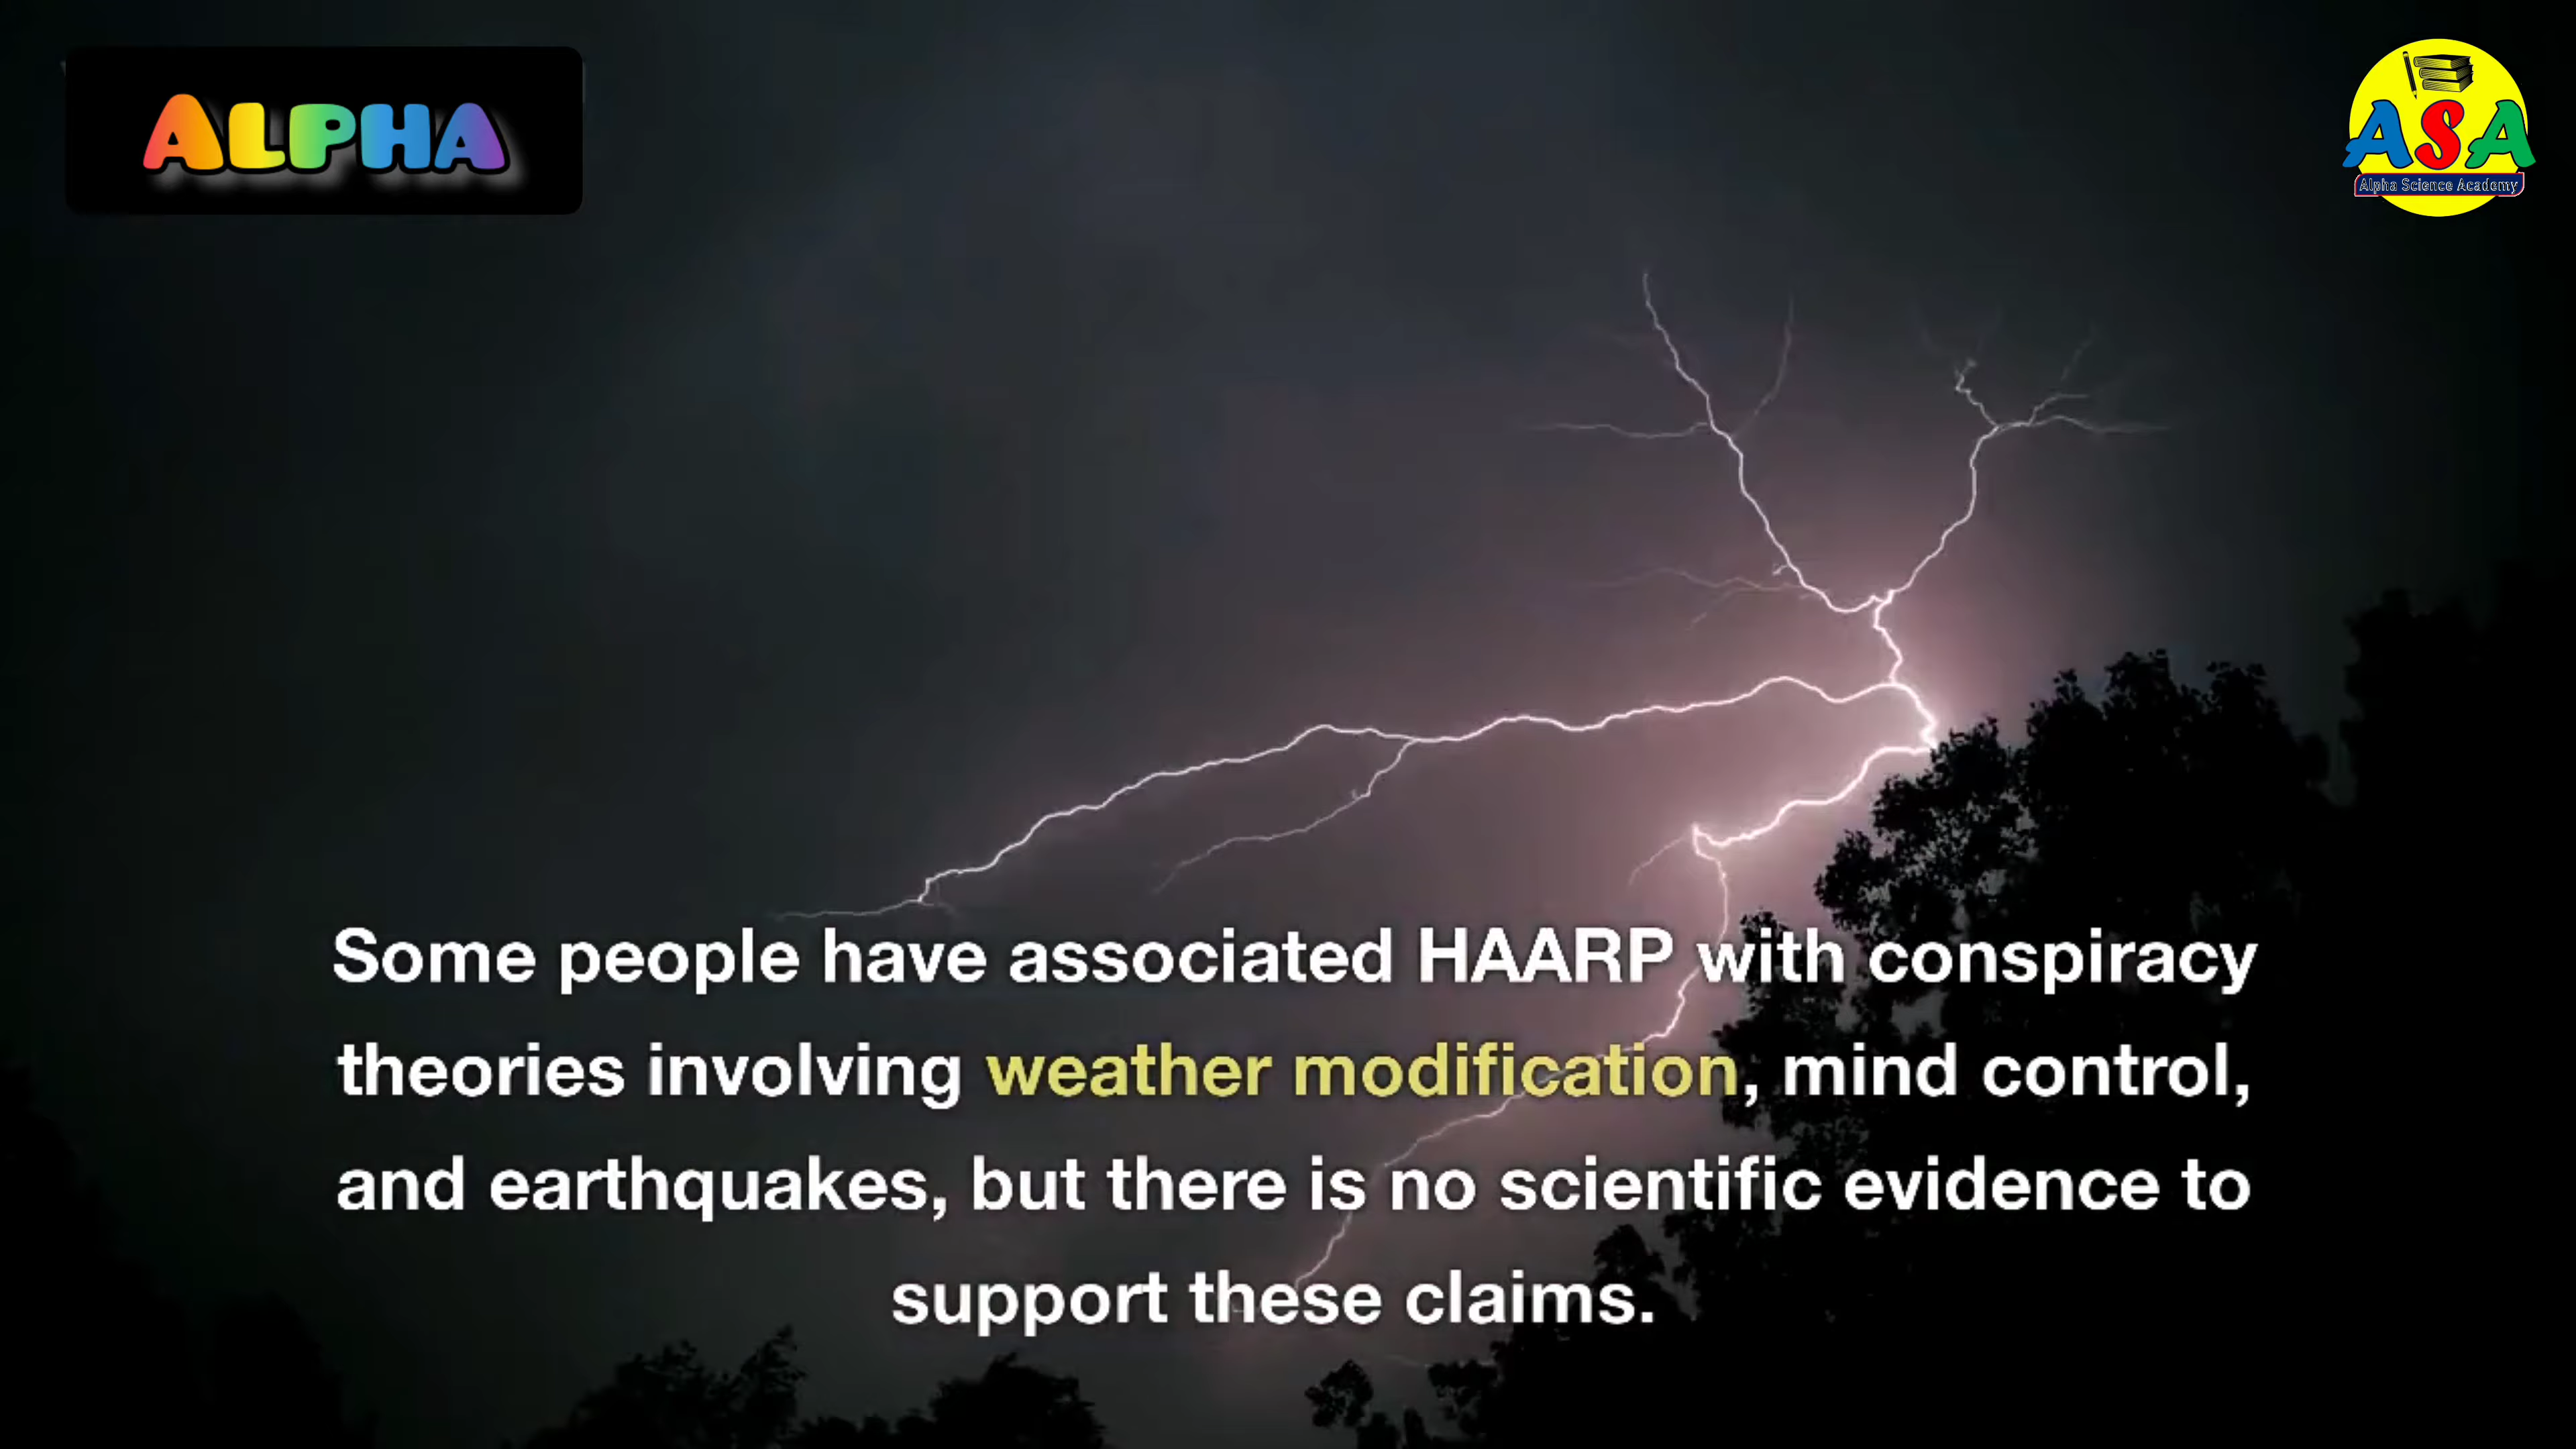 ALPHA
ASA
Alpha Science Academy
Some people have associated HAARP with conspiracy
theories involving weather modification, mind control,
and earthquakes, but there is no scientific evidence to
support these claims.